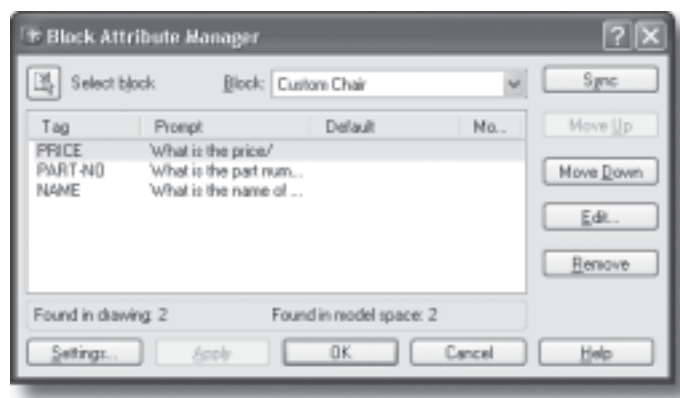 Block Attribute Manager
Select block Block: Custom Chair Sync
Tag Prompt Default Mo... Move Up
PRICE What is the price/
PART-NO What is the part num... Move Down
NAME What is the name of ...
Edit...
Remove
Found in drawing: 2 Found in model space: 2
Settings... Apply OK Cancel Help